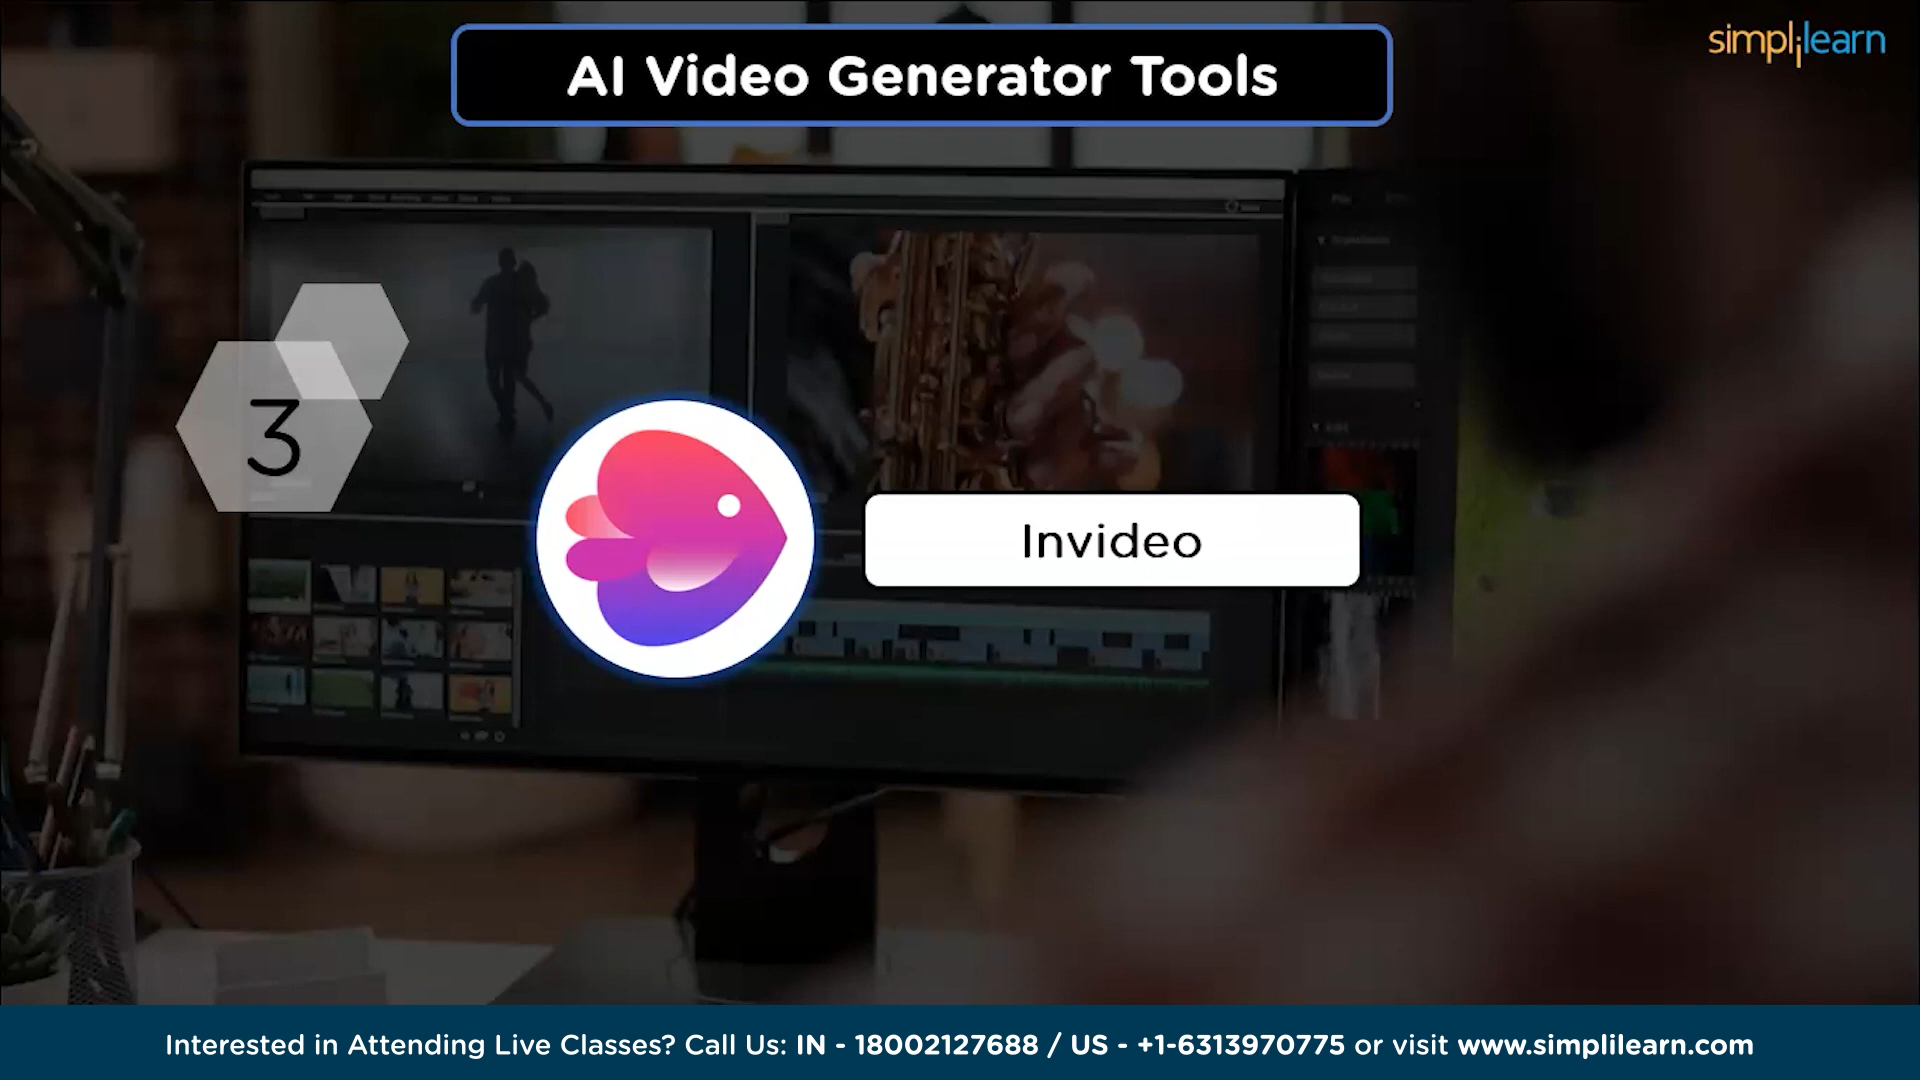 AI Video Generator Tools
simplilearn
3
Invideo
Interested in Attending Live Classes? Call Us: IN - 18002127688 / US - +1-6313970775 or visit www.simplilearn.com